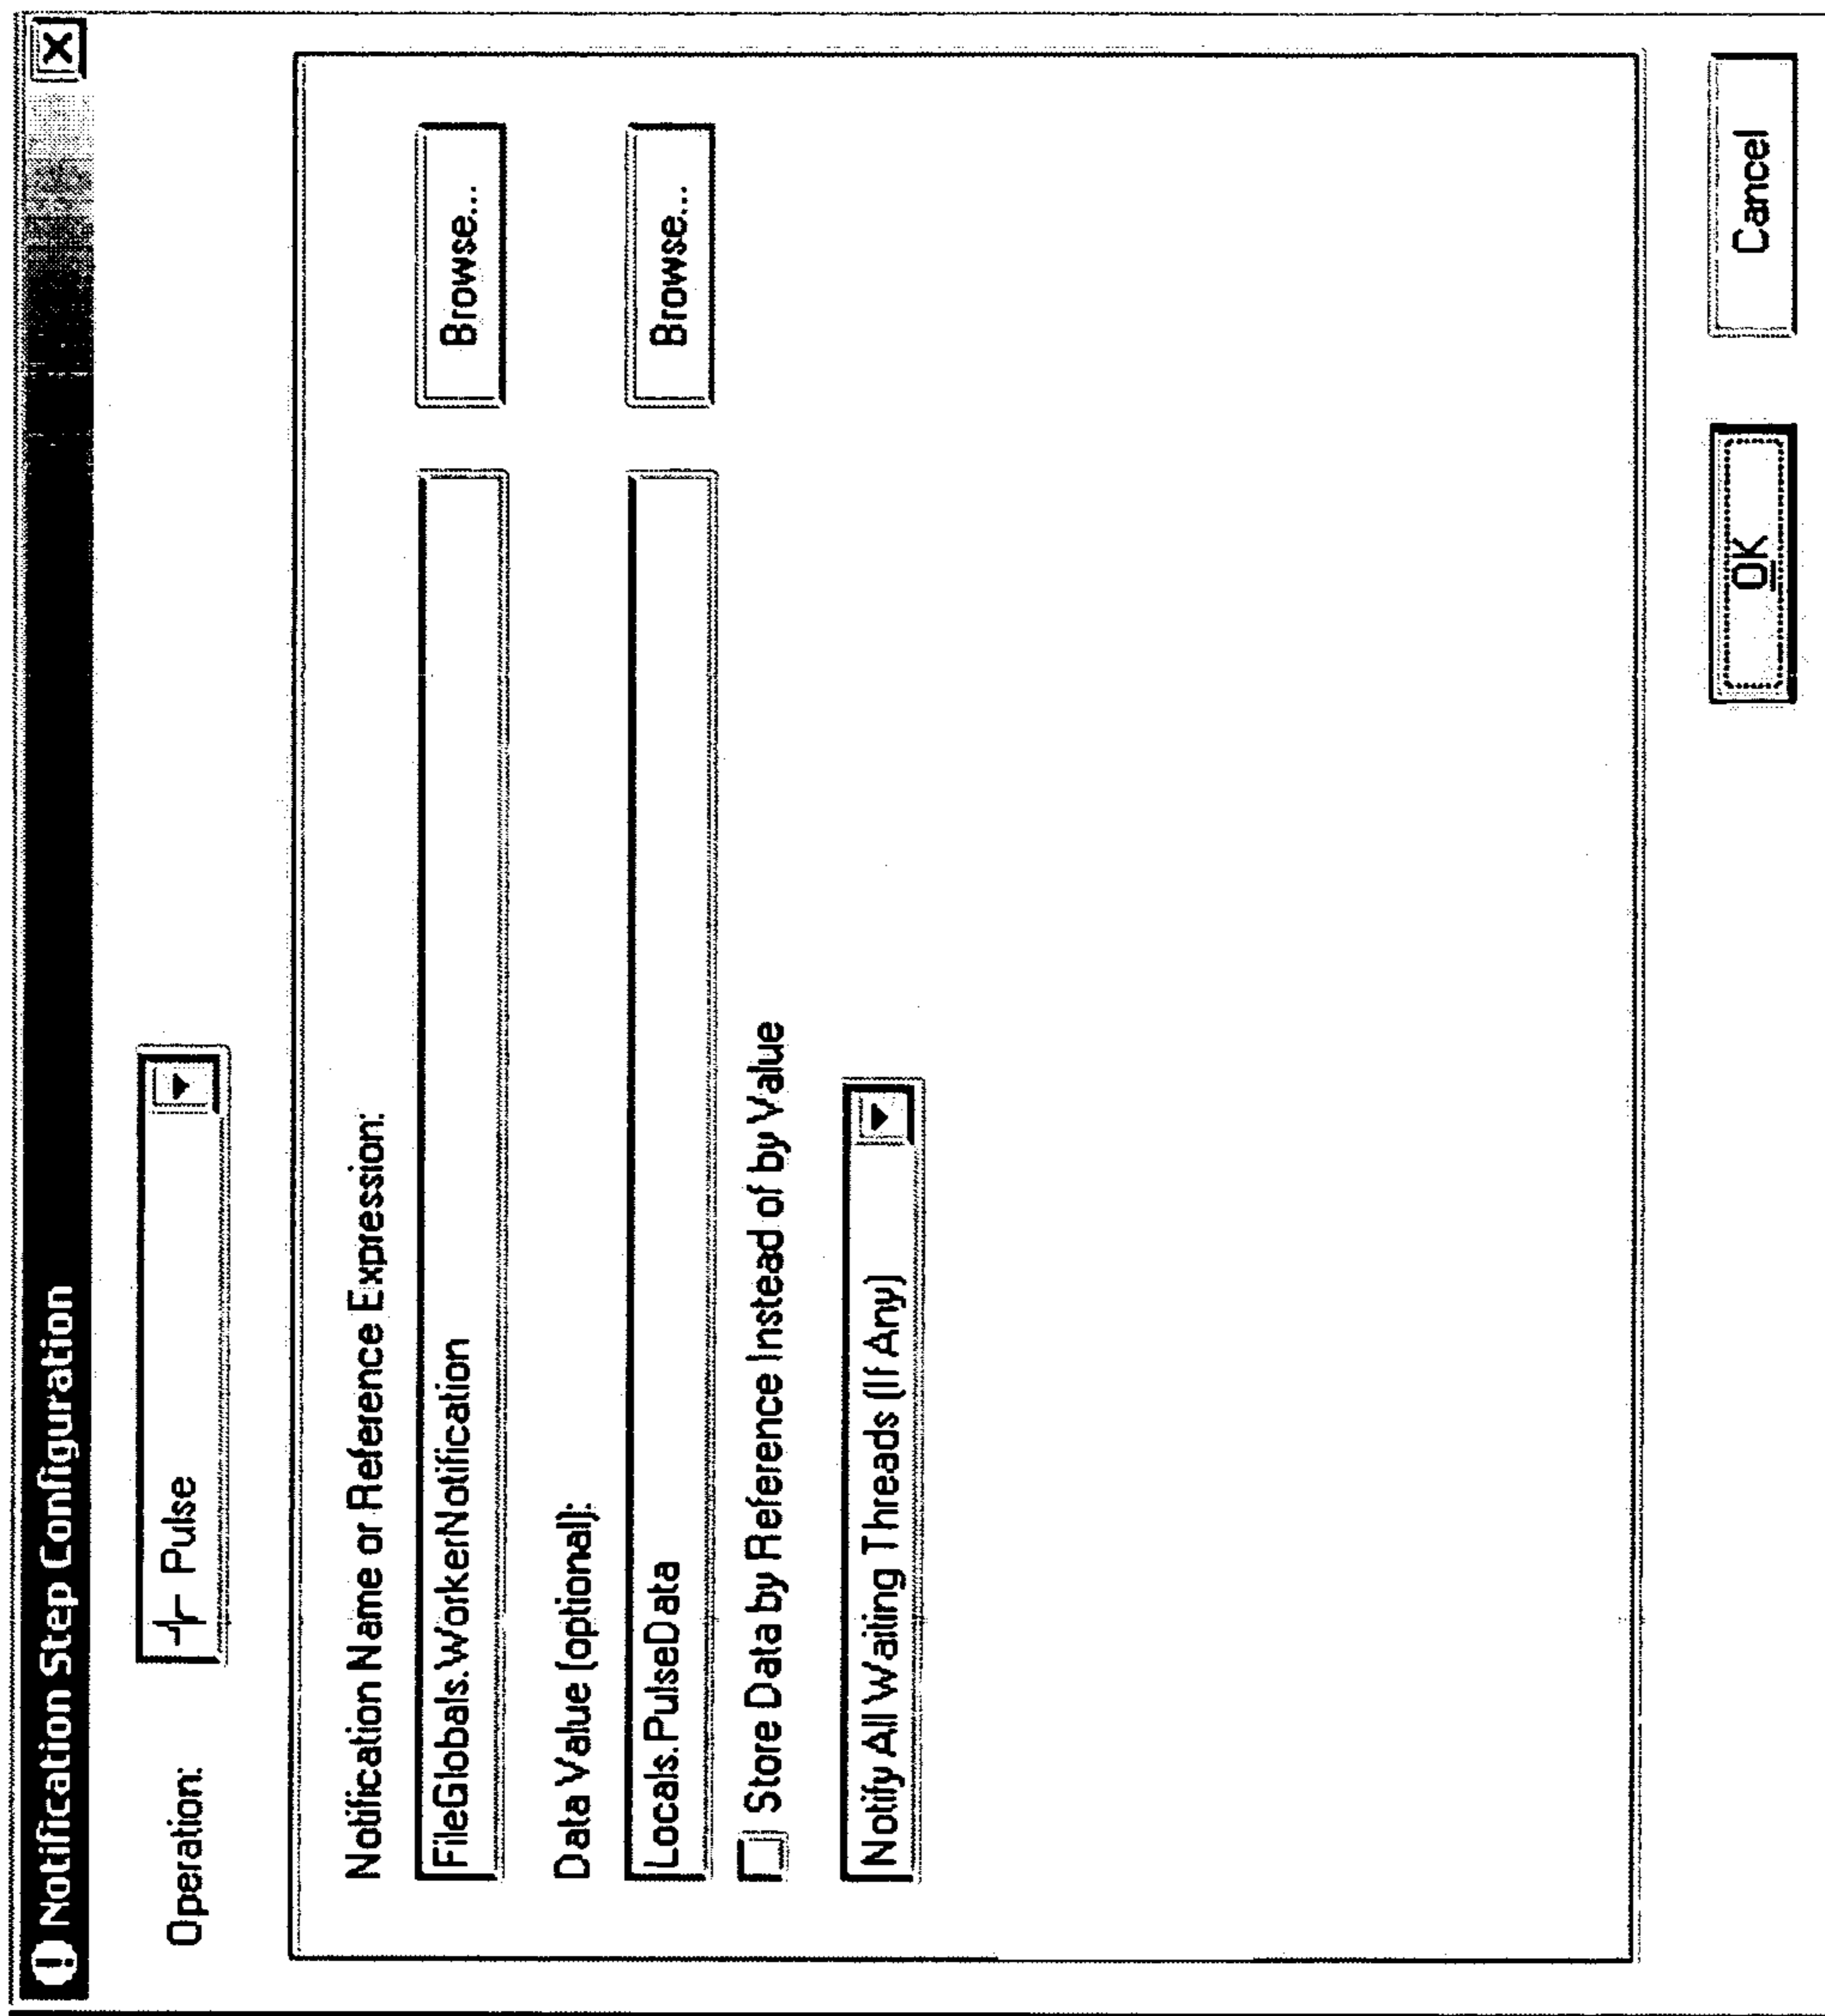 Notification Step Configuration
Operation: Pulse
Notification Name or Reference Expression:
FileGlobals.WorkerNotification Browse...
Data Value (optional):
Locals.PulseData Browse...
Store Data by Reference Instead of by Value
Notify All Waiting Threads (If Any)
OK Cancel